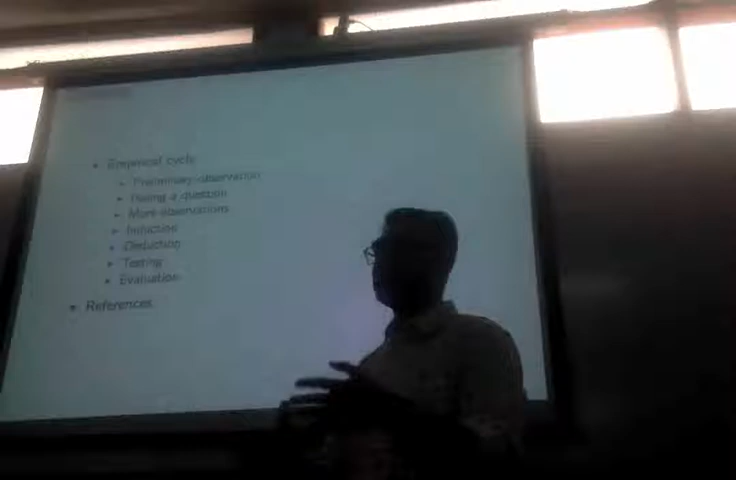 Empirical cycle
Preliminary observation
Posing a question
More observations
Induction
Deduction
Testing
Evaluation
References